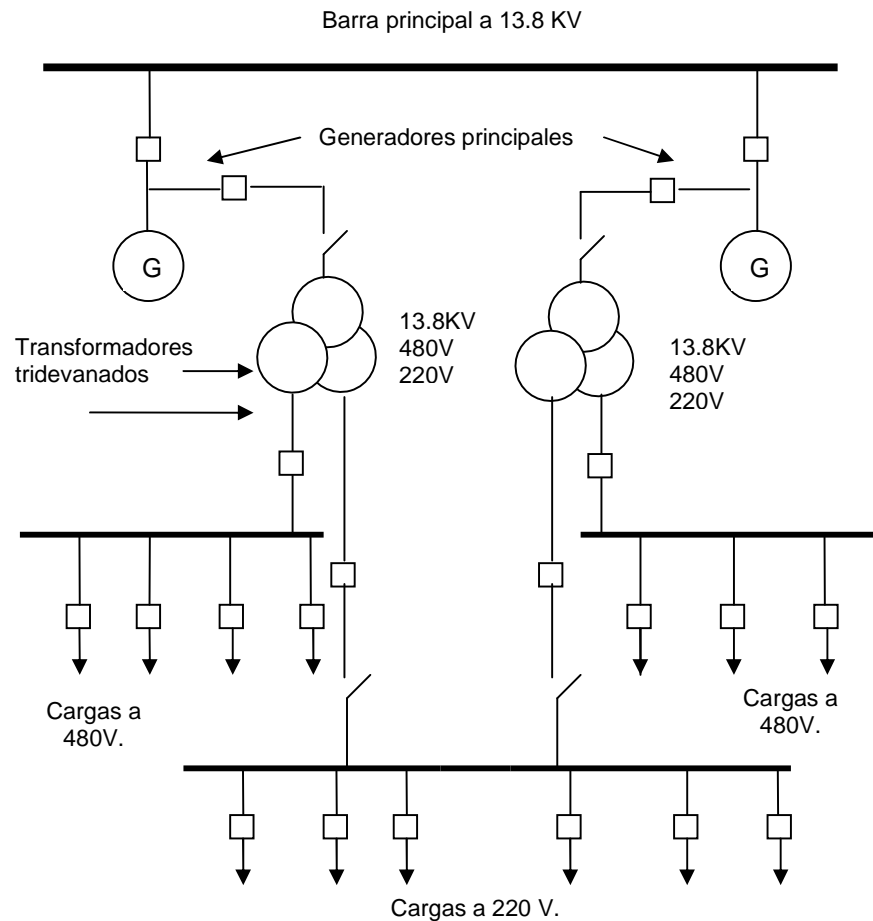 Barra principal a 13.8 KV
Generadores principales
G
G
13.8KV
480V
220V
Transformadores
tridevanados
13.8KV
480V
220V
Cargas a
480V.
Cargas a
480V.
Cargas a 220 V.